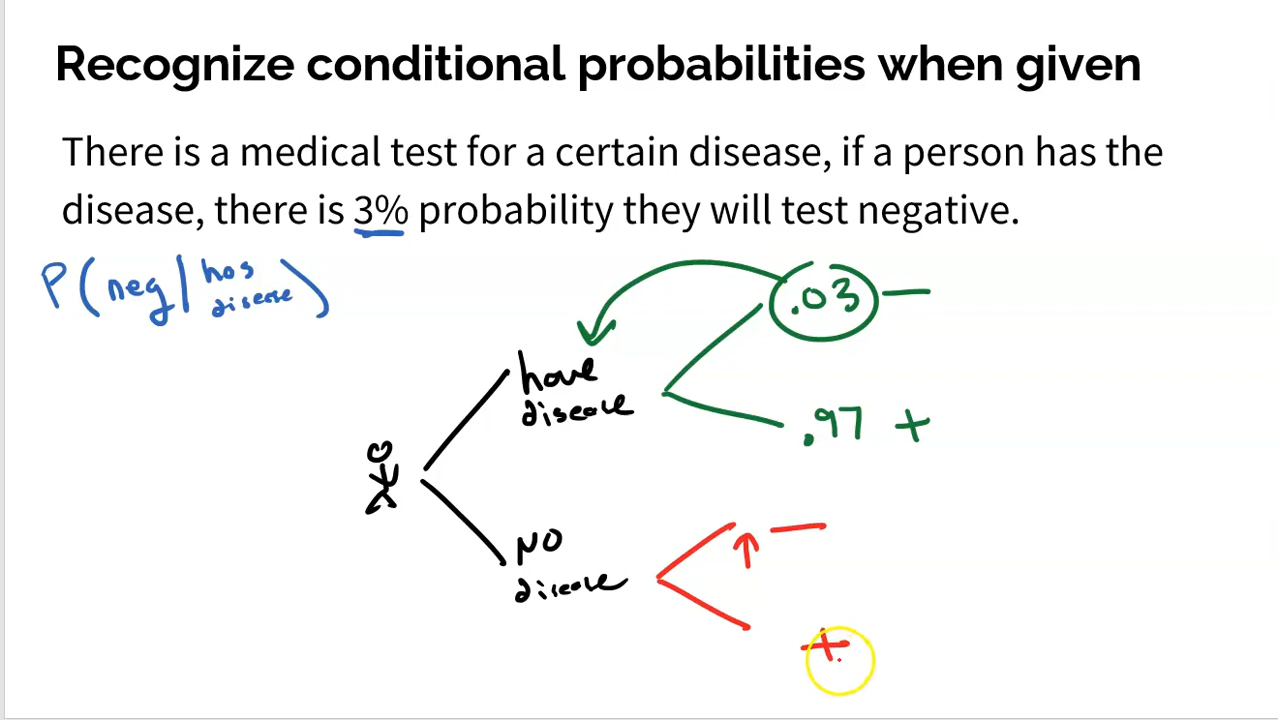 Recognize conditional probabilities when given
There is a medical test for a certain disease, if a person has the
disease, there is 3% probability they will test negative.
P(neg | has disease)
.03 −
have
disease
.97 +
NO
disease
−
+